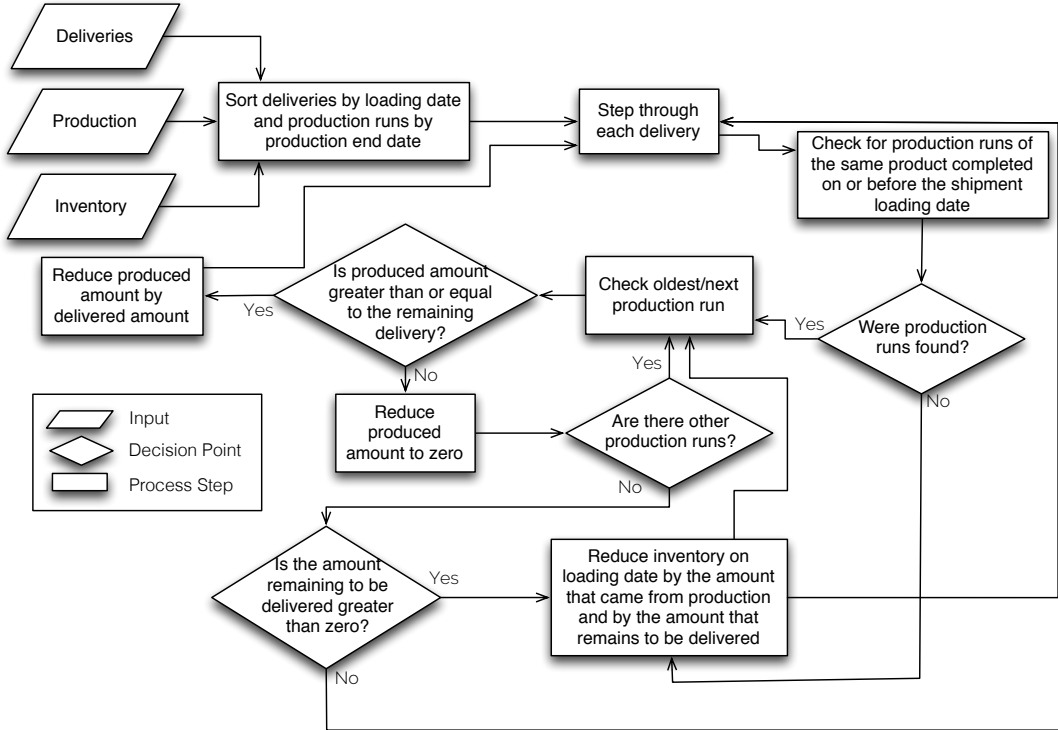 Deliveries
Production
Inventory
Sort deliveries by loading date
and production runs by
production end date
Step through
each delivery
Check for production runs of
the same product completed
on or before the shipment
loading date
Reduce produced
amount by
delivered amount
Yes
Is produced amount
greater than or equal
to the remaining
delivery?
No
Check oldest/next
production run
Yes
Were production
runs found?
No
Reduce
produced
amount to zero
Yes
Are there other
production runs?
No
Input
Decision Point
Process Step
Is the amount
remaining to be
delivered greater
than zero?
Yes
No
Reduce inventory on
loading date by the amount
that came from production
and by the amount that
remains to be delivered